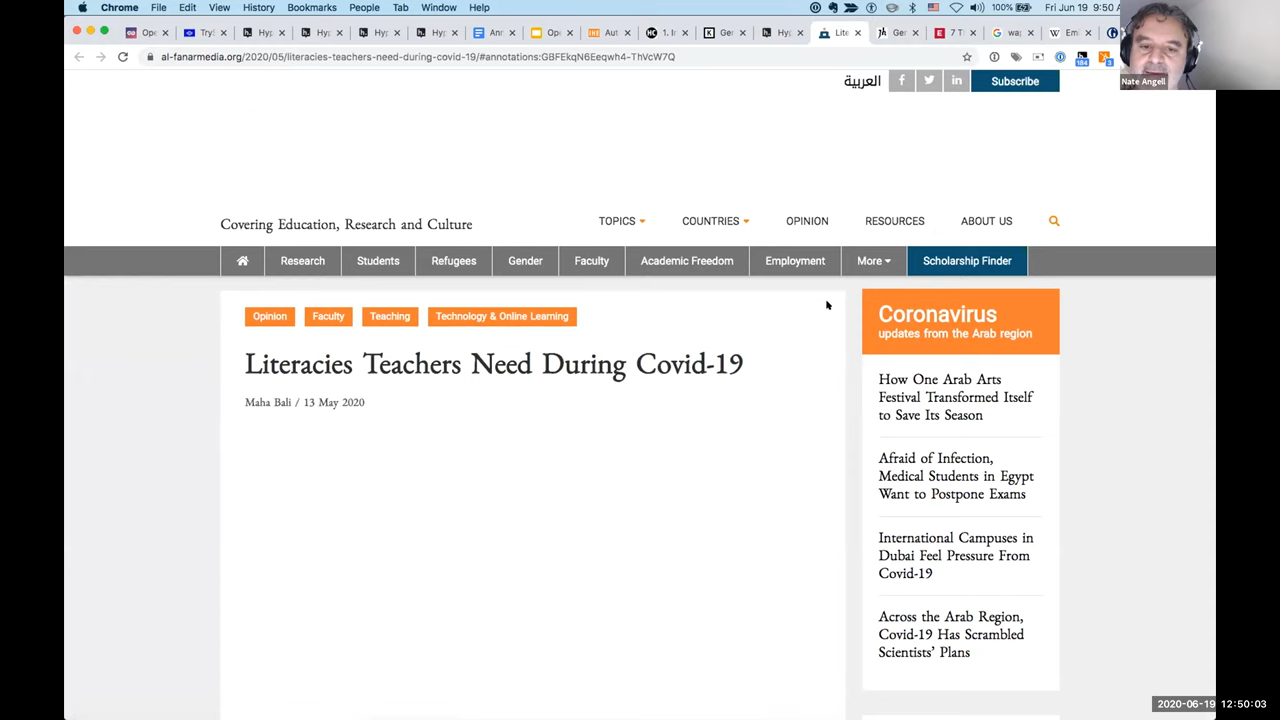 Chrome File Edit View History Bookmarks People Tab Window Help 100% Fri Jun 19 9:50 A
al-fanarmedia.org/2020/05/literacies-teachers-need-during-covid-19/#annotations:GBFEkqN6Eeqwh4-ThVcW7Q
Nate Angell
العربية
Subscribe
Covering Education, Research and Culture
TOPICS COUNTRIES OPINION RESOURCES ABOUT US
Research Students Refugees Gender Faculty Academic Freedom Employment More Scholarship Finder
Opinion Faculty Teaching Technology & Online Learning
Literacies Teachers Need During Covid-19
Maha Bali / 13 May 2020
Coronavirus
updates from the Arab region
How One Arab Arts
Festival Transformed Itself
to Save Its Season
Afraid of Infection,
Medical Students in Egypt
Want to Postpone Exams
International Campuses in
Dubai Feel Pressure From
Covid-19
Across the Arab Region,
Covid-19 Has Scrambled
Scientists' Plans
2020-06-19 12:50:03